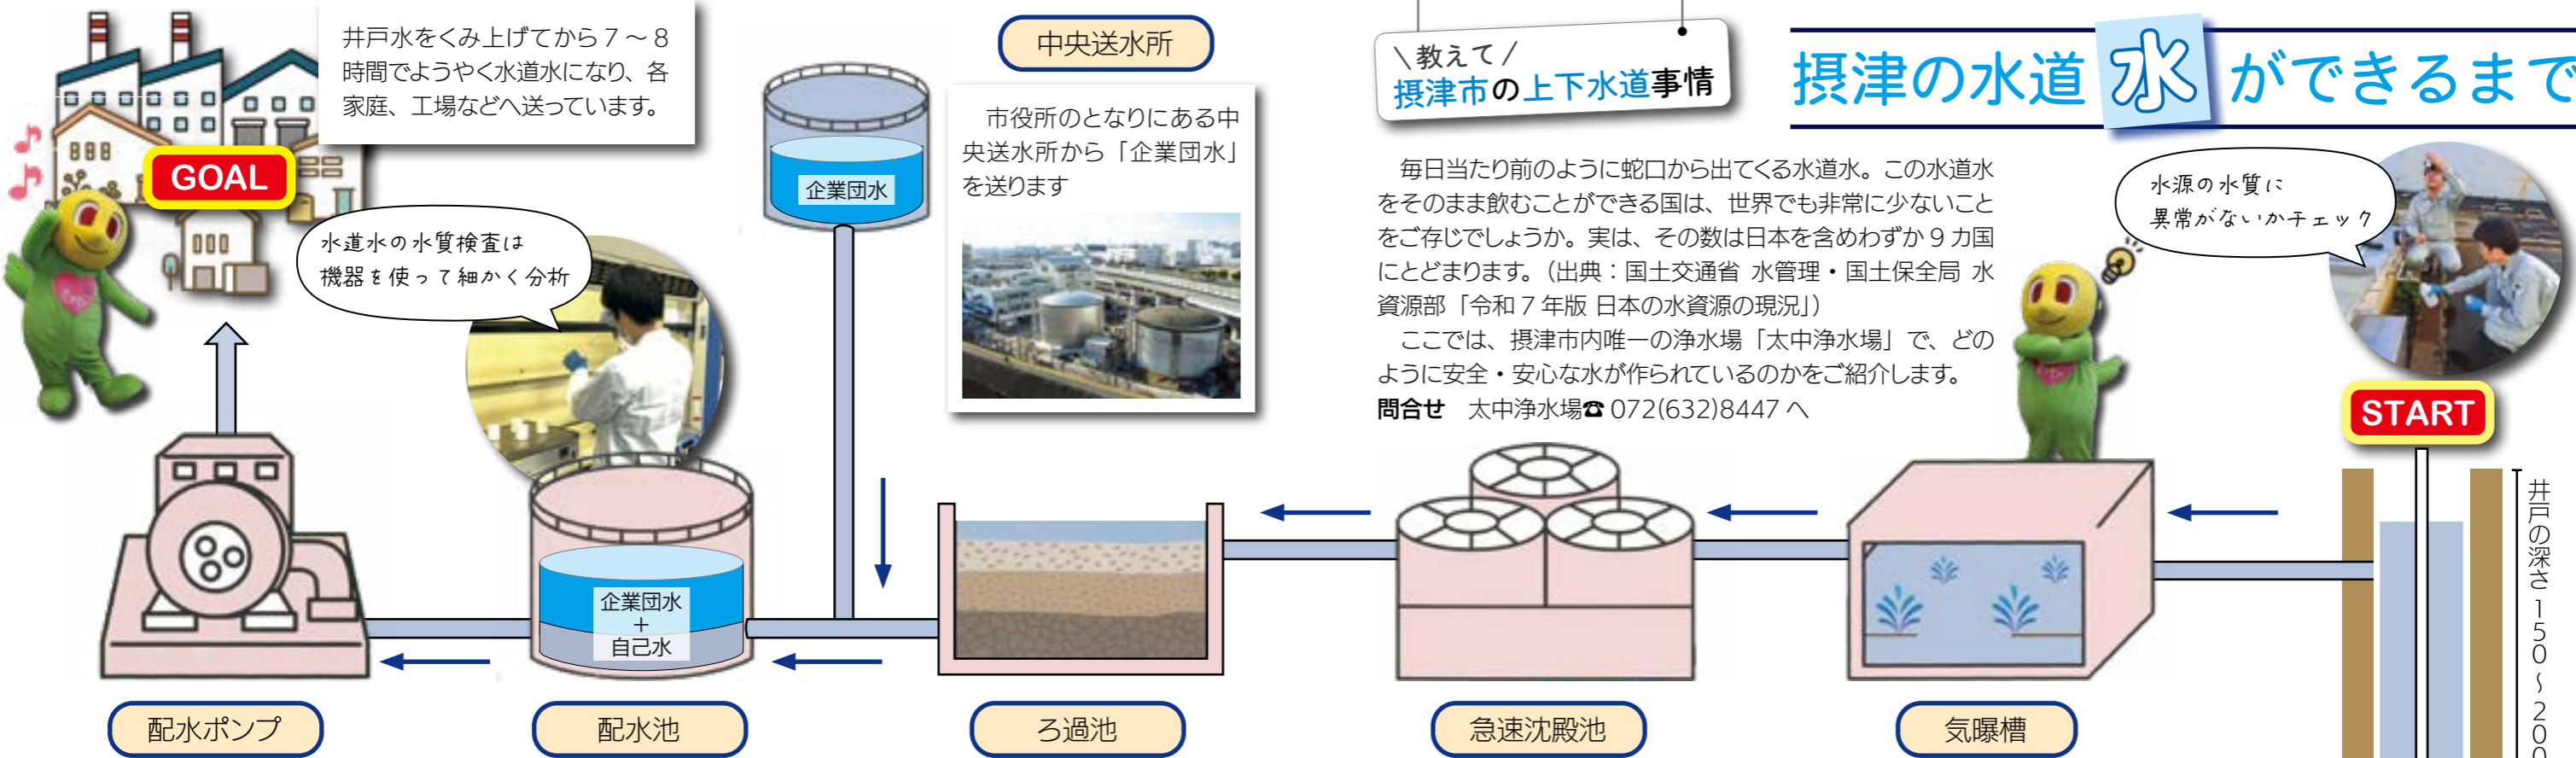 ＼教えて／
摂津市の上下水道事情
摂津の水道水ができるまで
毎日当たり前のように蛇口から出てくる水道水。この水道水
をそのまま飲むことができる国は、世界でも非常に少ないこと
をご存じでしょうか。実は、その数は日本を含めわずか9カ国
にとどまります。（出典：国土交通省 水管理・国土保全局 水
資源部「令和7年版 日本の水資源の現況」）
ここでは、摂津市内唯一の浄水場「太中浄水場」で、どの
ように安全・安心な水が作られているのかをご紹介します。
問合せ　太中浄水場☎072(632)8447へ
水源の水質に
異常がないかチェック
START
井戸の深さ150～200
気曝槽
急速沈殿池
ろ過池
中央送水所
市役所のとなりにある中
央送水所から「企業団水」
を送ります
企業団水
企業団水
＋
自己水
配水池
水道水の水質検査は
機器を使って細かく分析
配水ポンプ
GOAL
井戸水をくみ上げてから7～8
時間でようやく水道水になり、各
家庭、工場などへ送っています。